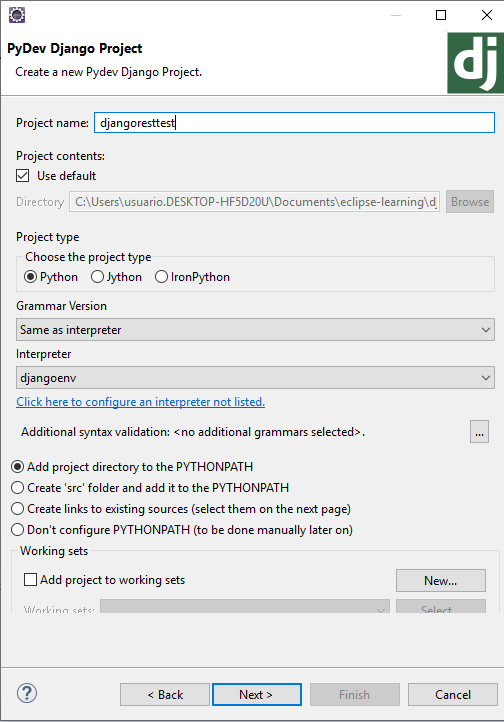 PyDev Django Project
Create a new Pydev Django Project.
dj
Project name: djangoresttest
Project contents:
Use default
Directory C:\Users\usuario.DESKTOP-HF5D20U\Documents\eclipse-learning\d Browse
Project type
Choose the project type
Python Jython IronPython
Grammar Version
Same as interpreter
Interpreter
djangoenv
Click here to configure an interpreter not listed.
Additional syntax validation: <no additional grammars selected>. ...
Add project directory to the PYTHONPATH
Create 'src' folder and add it to the PYTHONPATH
Create links to existing sources (select them on the next page)
Don't configure PYTHONPATH (to be done manually later on)
Working sets
Add project to working sets New...
Working sets: Select...
? < Back Next > Finish Cancel